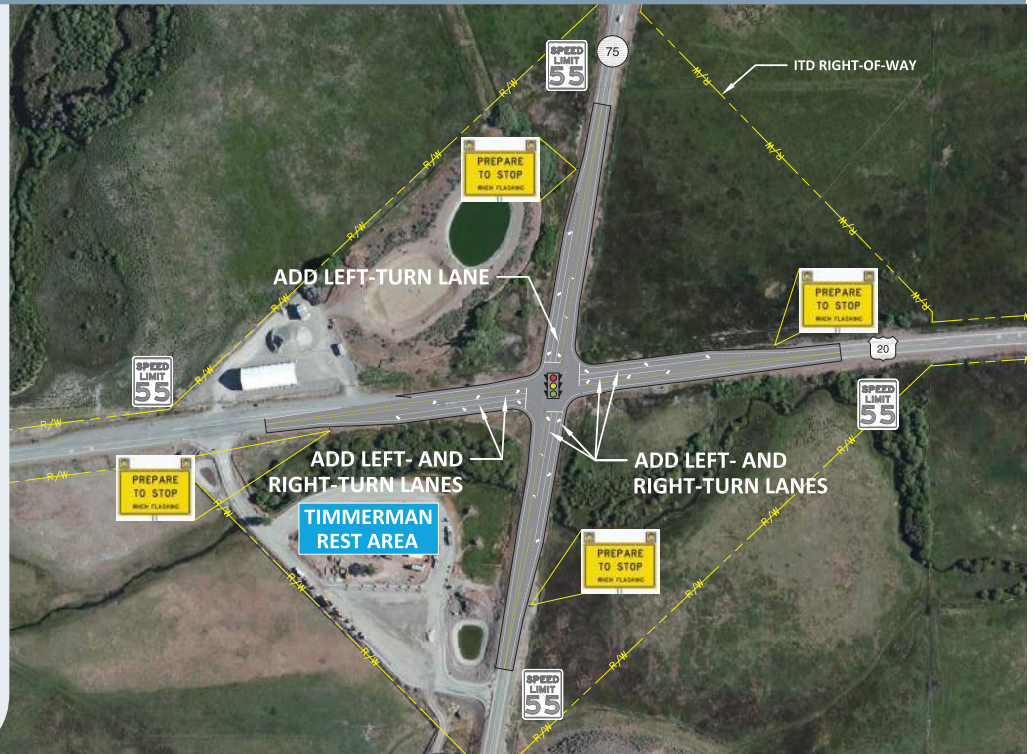 SPEED
LIMIT
55
75
ITD RIGHT-OF-WAY
R/W
PREPARE
TO STOP
WHEN FLASHING
R/W
R/W
R/W
R/W
ADD LEFT-TURN LANE
R/W
R/W
PREPARE
TO STOP
WHEN FLASHING
20
SPEED
LIMIT
55
R/W
SPEED
LIMIT
55
R/W
R/W
R/W
ADD LEFT- AND
RIGHT-TURN LANES
ADD LEFT- AND
RIGHT-TURN LANES
PREPARE
TO STOP
WHEN FLASHING
R/W
R/W
TIMMERMAN
REST AREA
PREPARE
TO STOP
WHEN FLASHING
R/W
R/W
R/W
R/W
SPEED
LIMIT
55
R/W